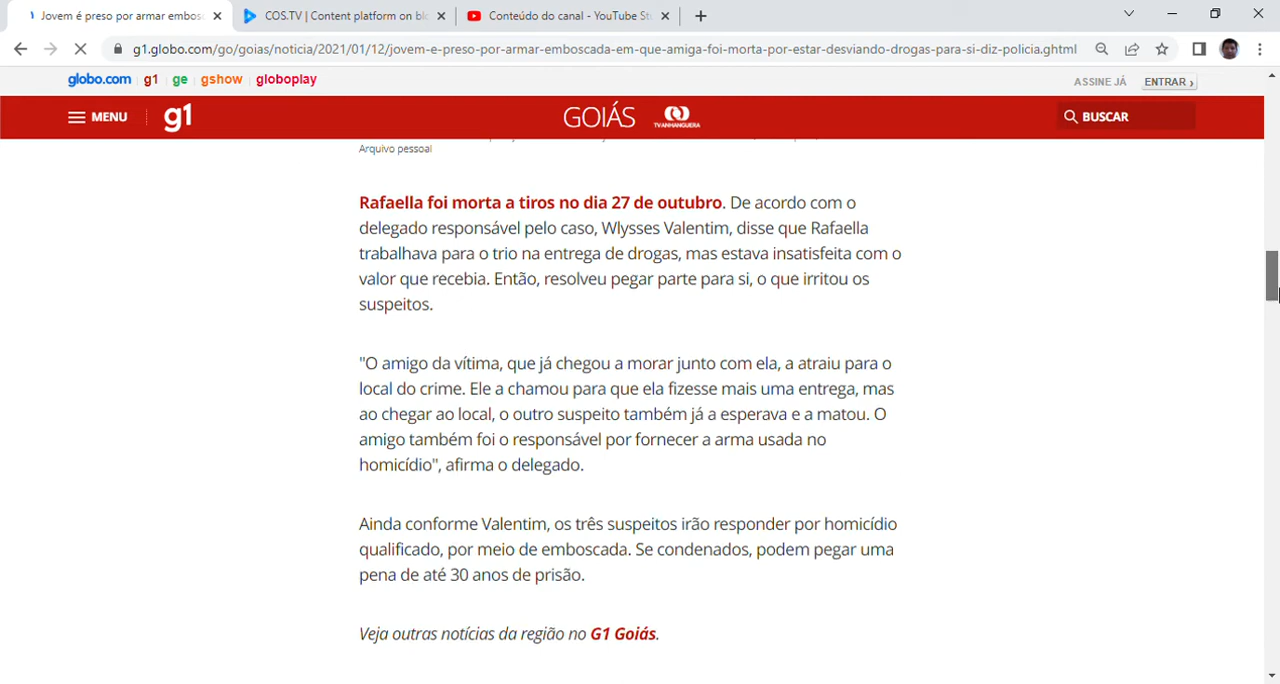 Jovem é preso por armar embosc
COS.TV | Content platform on bl
Conteúdo do canal - YouTube St
g1.globo.com/go/goias/noticia/2021/01/12/jovem-e-preso-por-armar-emboscada-em-que-amiga-foi-morta-por-estar-desviando-drogas-para-si-diz-policia.ghtml
globo.com g1 ge gshow globoplay
ASSINE JÁ ENTRAR ›
MENU g1 GOIÁS TV ANHANGUERA BUSCAR
Arquivo pessoal
Rafaella foi morta a tiros no dia 27 de outubro. De acordo com o
delegado responsável pelo caso, Wlysses Valentim, disse que Rafaella
trabalhava para o trio na entrega de drogas, mas estava insatisfeita com o
valor que recebia. Então, resolveu pegar parte para si, o que irritou os
suspeitos.
"O amigo da vítima, que já chegou a morar junto com ela, a atraiu para o
local do crime. Ele a chamou para que ela fizesse mais uma entrega, mas
ao chegar ao local, o outro suspeito também já a esperava e a matou. O
amigo também foi o responsável por fornecer a arma usada no
homicídio", afirma o delegado.
Ainda conforme Valentim, os três suspeitos irão responder por homicídio
qualificado, por meio de emboscada. Se condenados, podem pegar uma
pena de até 30 anos de prisão.
Veja outras notícias da região no G1 Goiás.